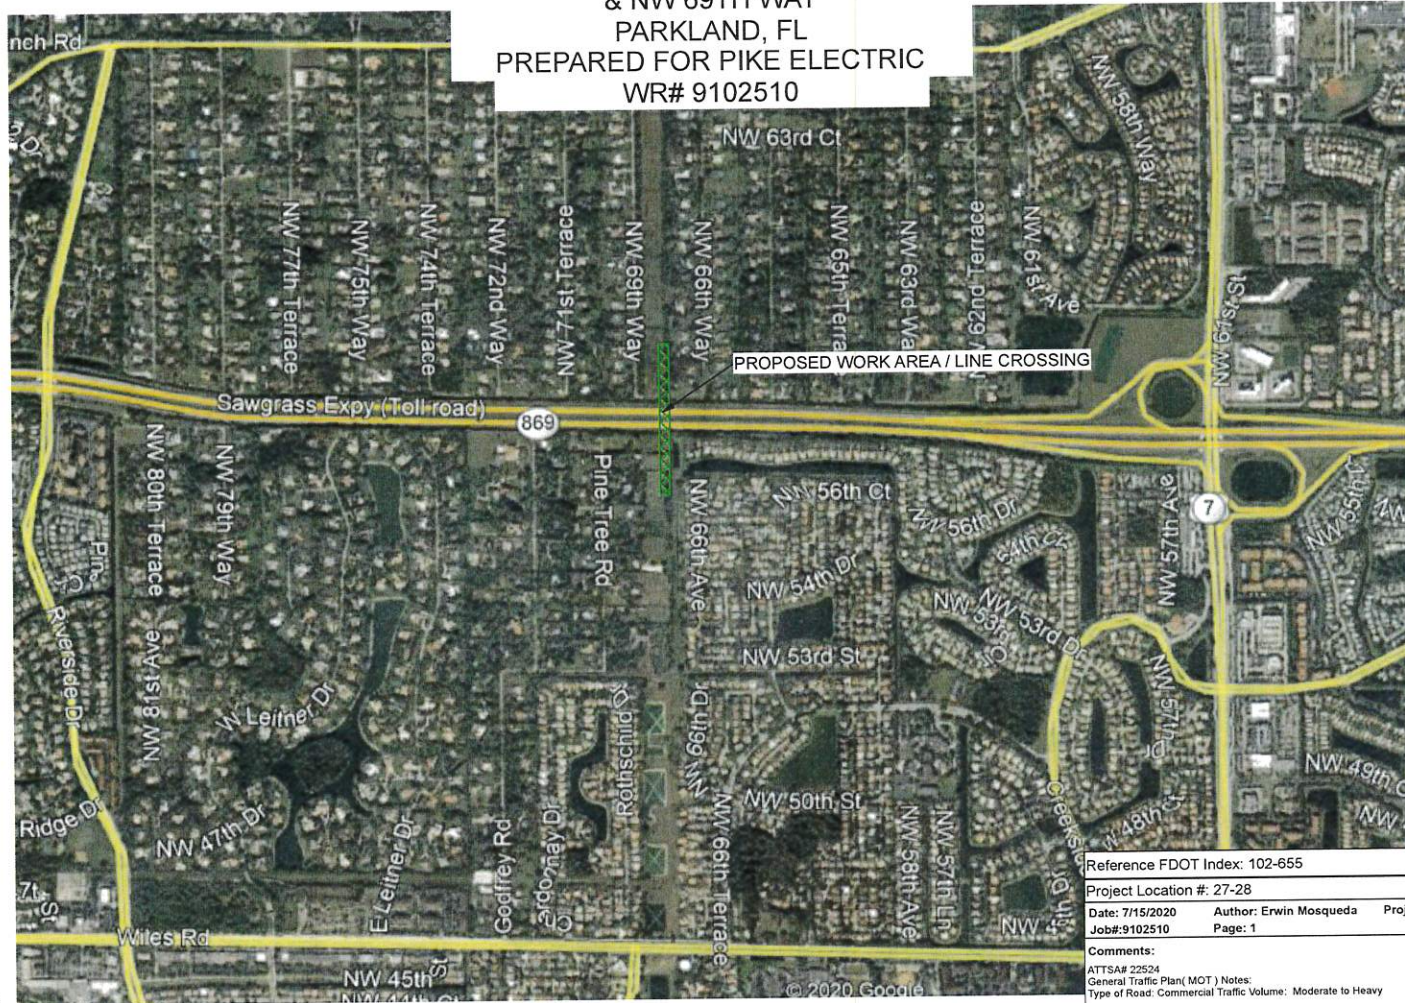 & NW 69TH WAY
PARKLAND, FL
PREPARED FOR PIKE ELECTRIC
WR# 9102510
nch Rd
NW 63rd Ct
NW 58th Way
NW 77th Terrace
NW 75th Way
NW 74th Terrace
NW 72nd Way
NW 71st Terrace
NW 69th Way
NW 66th Way
NW 65th Terra
NW 63rd Wa
62nd Terrace
NW 61st Ave
NW 61st St
PROPOSED WORK AREA / LINE CROSSING
Sawgrass Expy (Toll road)
869
NW 80th Terrace
NW 79th Way
Pine Tree Rd
NW 66th Ave
NW 56th Ct
NW 56th Dr
54th Ct
NW 57th Ave
7
NW 55th
NW 54th Dr
NW 53rd Cir
NW 53rd Dr
NW 53rd St
Riverside Dr
NW 81st Ave
W Leitner Dr
Rothschild D
NW 66th D
NW 57th Dr
NW 50th St
NW 49th C
NW
Ridge Dr
NW 47th Dr
E Leitner Dr
Godfrey Rd
NW 66th Terrace
NW 58th Ave
NW 57th Ln
W 48th Ct
Wiles Rd
NW 45th St
NW 44th Ct
© 2020 Google
Reference FDOT Index: 102-655
Project Location #: 27-28
Date: 7/15/2020 Author: Erwin Mosqueda Proj
Job#:9102510 Page: 1
Comments:
ATTSA# 22524
General Traffic Plan( MOT ) Notes:
Type of Road: Commercial Traffic Volume: Moderate to Heavy